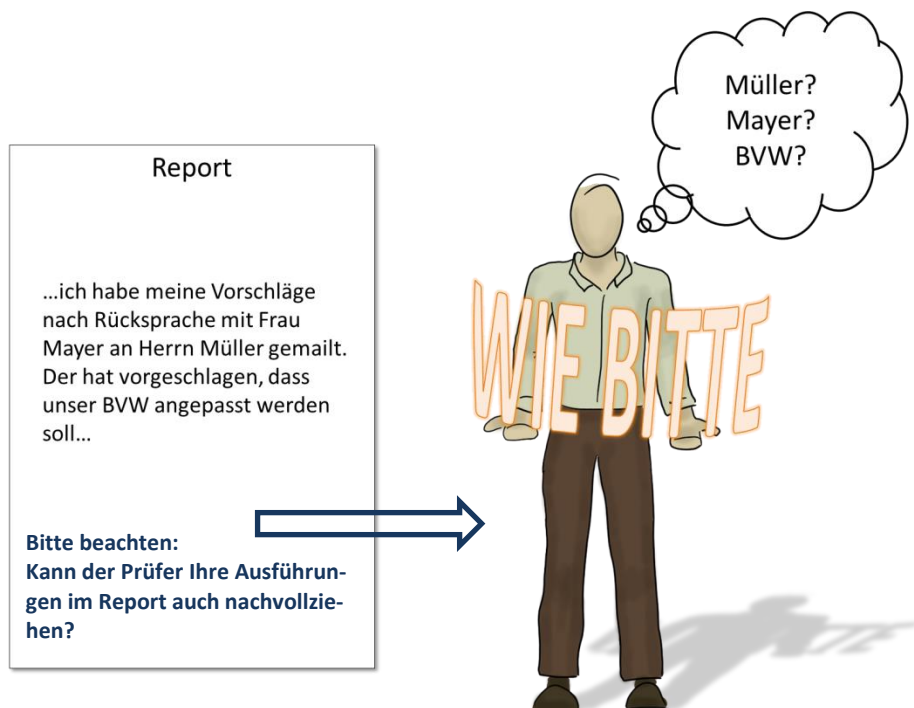 Report
...ich habe meine Vorschläge
nach Rücksprache mit Frau
Mayer an Herrn Müller gemailt.
Der hat vorgeschlagen, dass
unser BVW angepasst werden
soll...
Bitte beachten:
Kann der Prüfer Ihre Ausführun-
gen im Report auch nachvollzie-
hen?
Müller?
Mayer?
BVW?
WIE BITTE